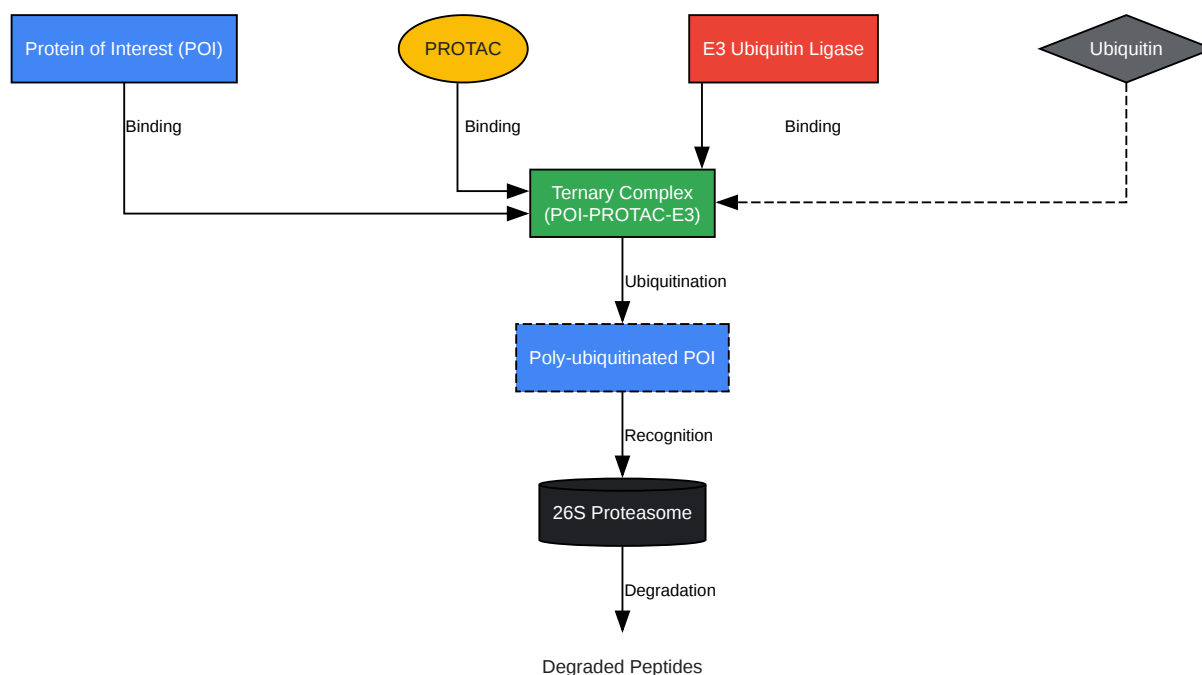 Protein of Interest (POI)
PROTAC
E3 Ubiquitin Ligase
Ubiquitin
Binding
Binding
Binding
Ternary Complex
(POI-PROTAC-E3)
Ubiquitination
Poly-ubiquitinated POI
Recognition
26S Proteasome
Degradation
Degraded Peptides